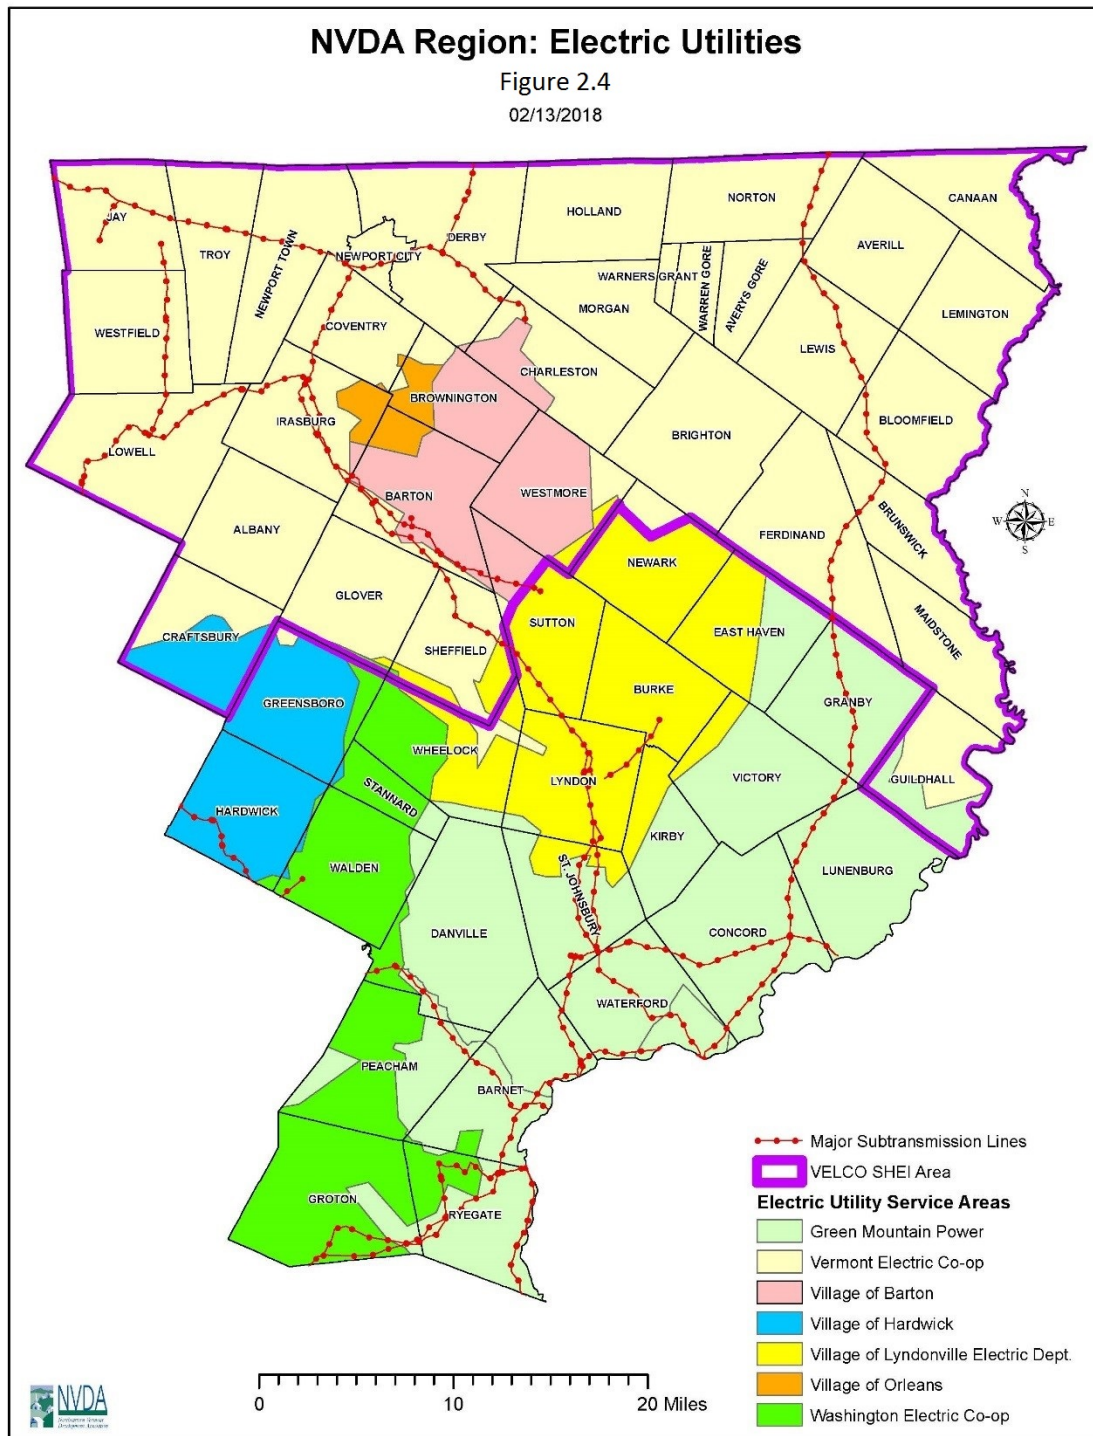 NVDA Region: Electric Utilities
Figure 2.4
02/13/2018
JAY
TROY
NEWPORT TOWN
NEWPORT CITY
DERBY
HOLLAND
NORTON
CANAAN
AVERILL
WARNERS GRANT
WARREN GORE
AVERYS GORE
MORGAN
LEMINGTON
WESTFIELD
COVENTRY
LEWIS
CHARLESTON
BROWNINGTON
BLOOMFIELD
IRASBURG
BRIGHTON
LOWELL
BARTON
WESTMORE
BRUNSWICK
ALBANY
FERDINAND
N
W
E
S
NEWARK
GLOVER
SUTTON
EAST HAVEN
MAIDSTONE
CRAFTSBURY
SHEFFIELD
BURKE
GREENSBORO
GRANBY
WHEELOCK
LYNDON
VICTORY
GUILDHALL
STANNARD
HARDWICK
KIRBY
WALDEN
LUNENBURG
ST. JOHNSBURY
DANVILLE
CONCORD
WATERFORD
PEACHAM
BARNET
GROTON
RYEGATE
Major Subtransmission Lines
VELCO SHEI Area
Electric Utility Service Areas
Green Mountain Power
Vermont Electric Co-op
Village of Barton
Village of Hardwick
Village of Lyndonville Electric Dept.
Village of Orleans
Washington Electric Co-op
NVDA
0
10
20 Miles